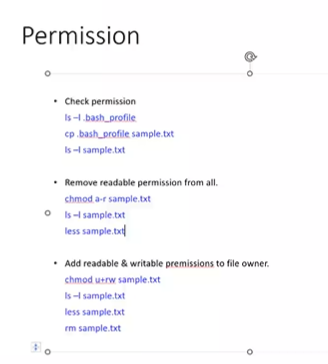 Permission
• Check permission
ls –l .bash_profile
cp .bash_profile sample.txt
ls –l sample.txt
• Remove readable permission from all.
chmod a-r sample.txt
ls –l sample.txt
less sample.txt
• Add readable & writable premissions to file owner.
chmod u+rw sample.txt
ls –l sample.txt
less sample.txt
rm sample.txt